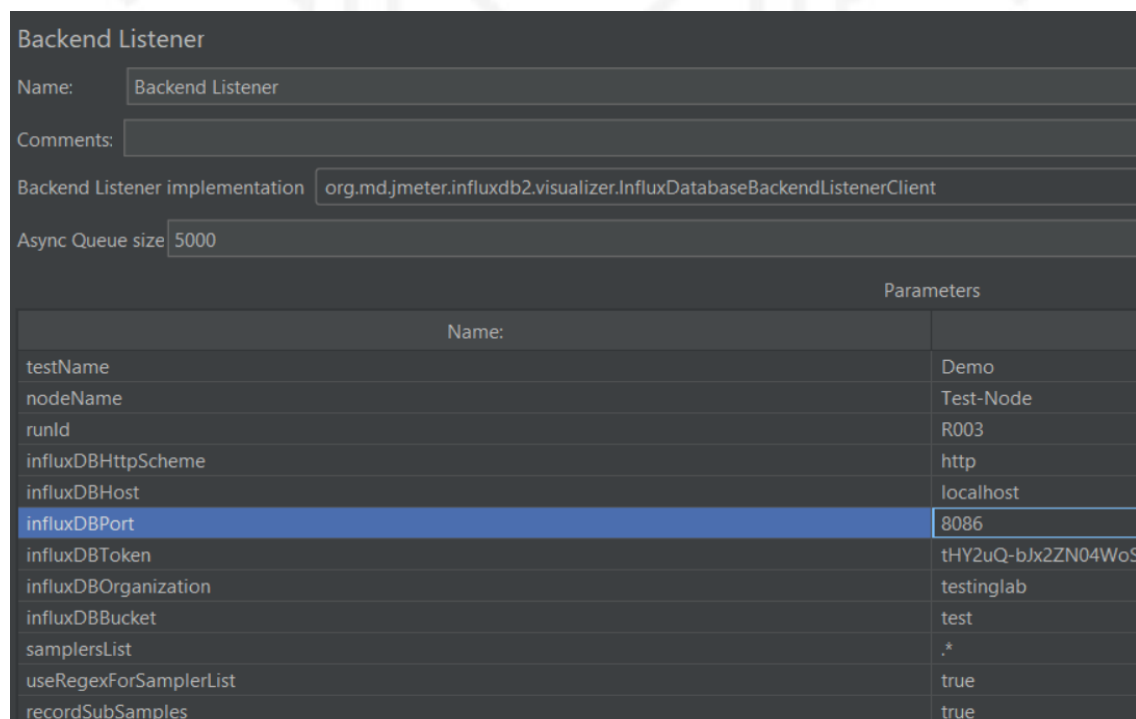 Backend Listener
Name: Backend Listener
Comments:
Backend Listener implementation org.md.jmeter.influxdb2.visualizer.InfluxDatabaseBackendListenerClient
Async Queue size 5000
Parameters
Name:
testName Demo
nodeName Test-Node
runId R003
influxDBHttpScheme http
influxDBHost localhost
influxDBPort 8086
influxDBToken tHY2uQ-bJx2ZN04WoS
influxDBOrganization testinglab
influxDBBucket test
samplersList .*
useRegexForSamplerList true
recordSubSamples true